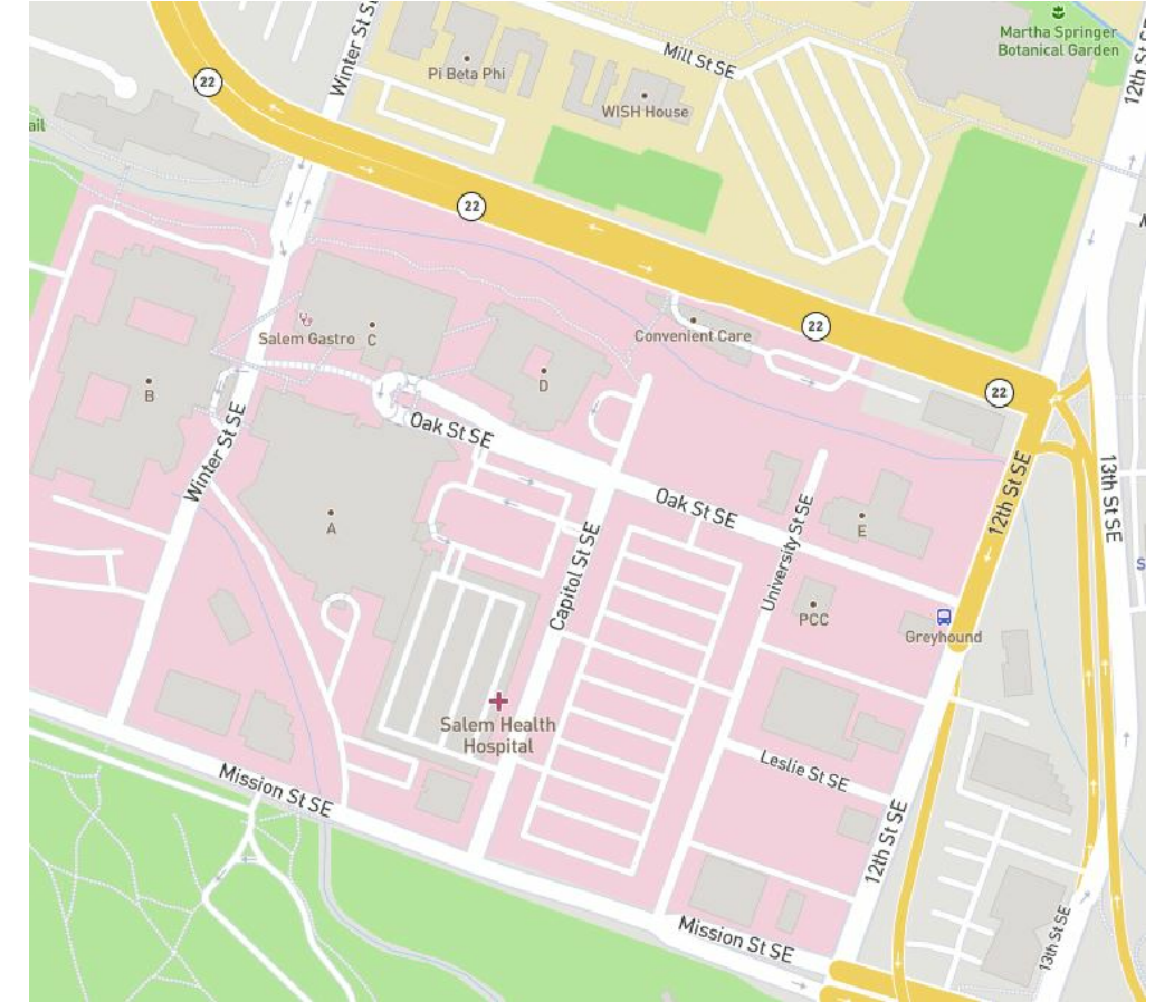 Martha Springer
Botanical Garden
Winter St S
12th St S
Mill St SE
Pi Beta Phi
22
WISH House
ail
22
22
Salem Gastro
C
Convenient Care
D
B
22
Oak St SE
Winter St SE
A
Oak St SE
12th St SE
13th St SE
University St SE
E
Capitol St SE
PCC
Greyhound
S
Salem Health
Hospital
Mission St SE
Leslie St SE
12th St SE
Mission St SE
13th St SE